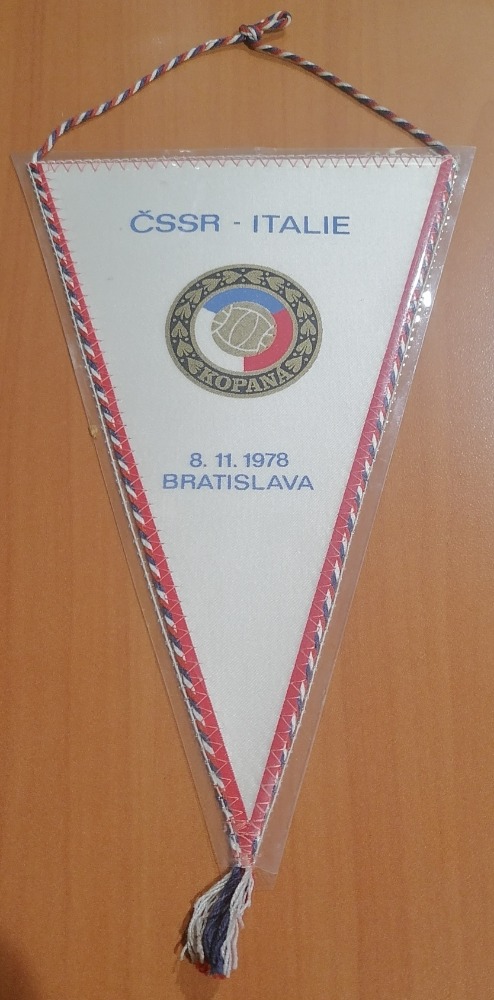 ČSSR - ITALIE
KOPANÁ
8. 11. 1978
BRATISLAVA